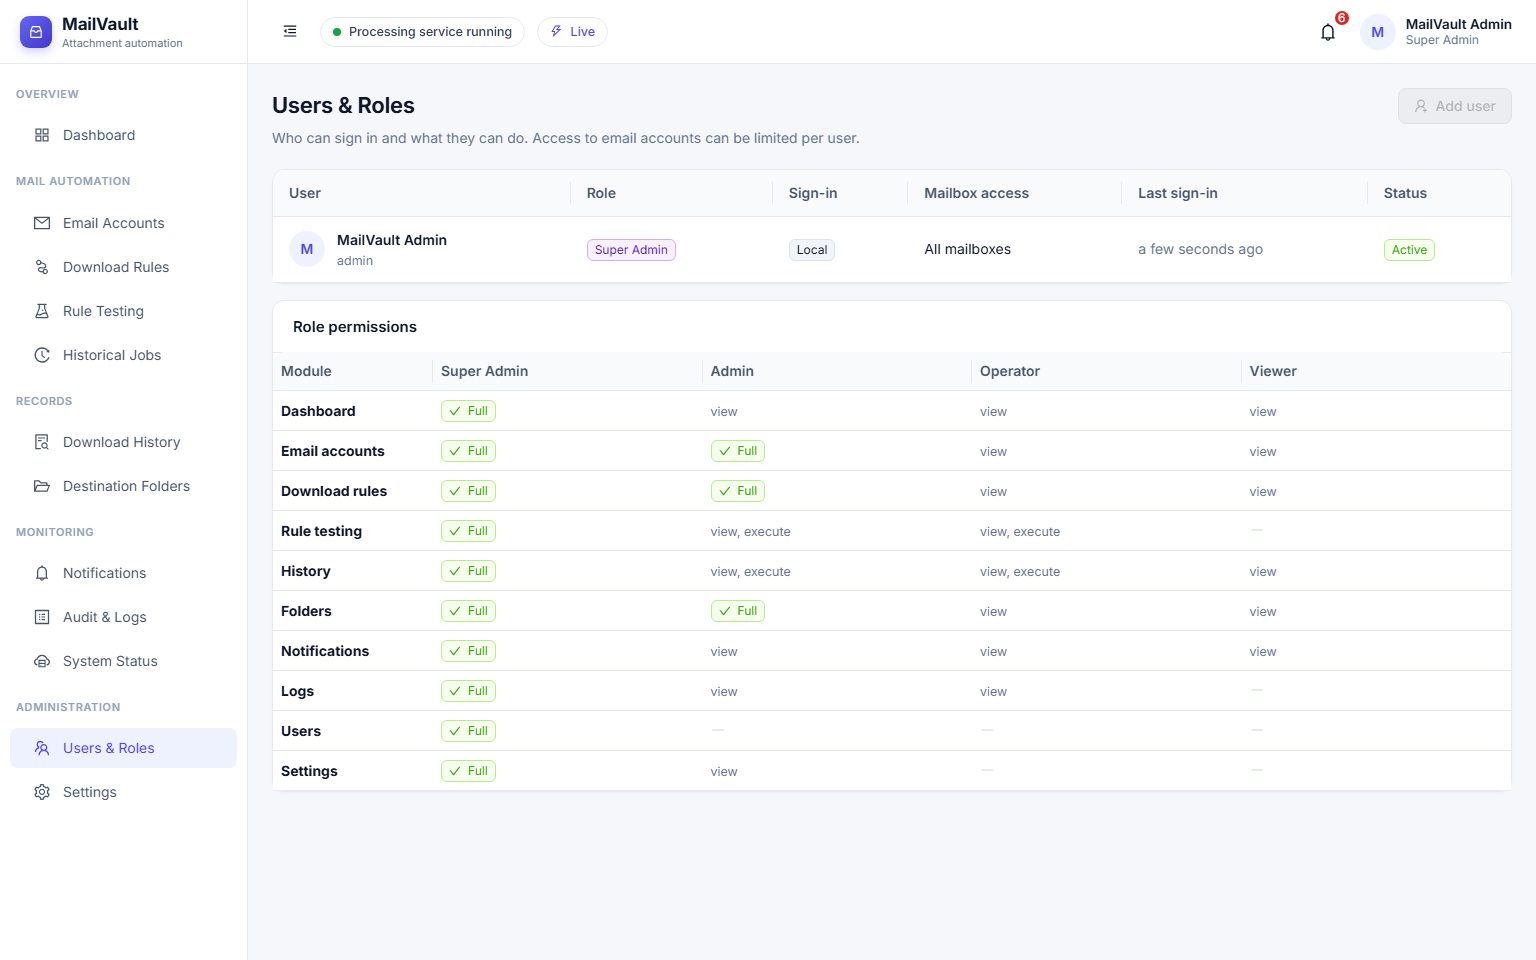 MailVault
Attachment automation
Processing service running
Live
6
M
MailVault Admin
Super Admin
OVERVIEW
Dashboard
MAIL AUTOMATION
Email Accounts
Download Rules
Rule Testing
Historical Jobs
RECORDS
Download History
Destination Folders
MONITORING
Notifications
Audit & Logs
System Status
ADMINISTRATION
Users & Roles
Settings
Users & Roles
Add user
Who can sign in and what they can do. Access to email accounts can be limited per user.
User Role Sign-in Mailbox access Last sign-in Status
M MailVault Admin Super Admin Local All mailboxes a few seconds ago Active
admin
Role permissions
Module Super Admin Admin Operator Viewer
Dashboard Full view view view
Email accounts Full Full view view
Download rules Full Full view view
Rule testing Full view, execute view, execute —
History Full view, execute view, execute view
Folders Full Full view view
Notifications Full view view view
Logs Full view view —
Users Full — — —
Settings Full view — —